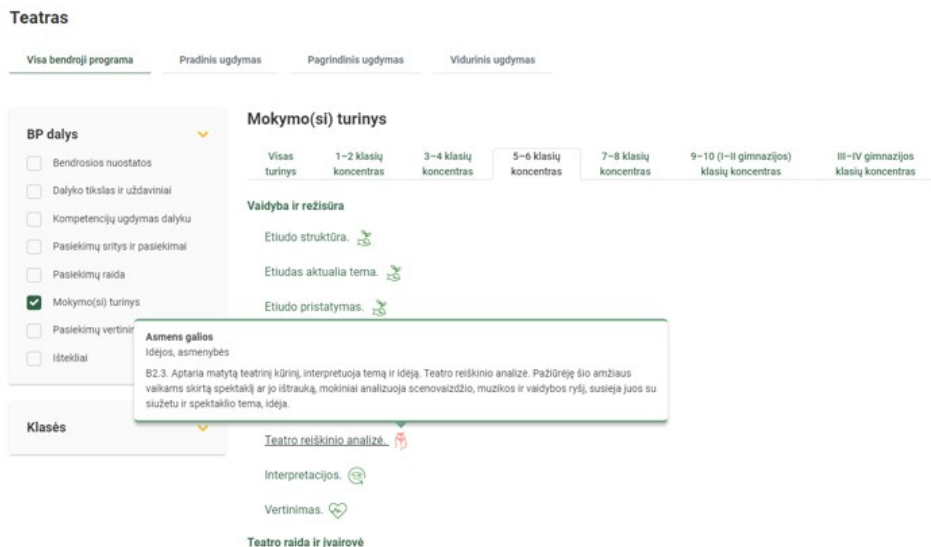 Teatras
Visa bendroji programa
Pradinis ugdymas
Pagrindinis ugdymas
Vidurinis ugdymas
BP dalys
Bendrosios nuostatos
Dalyko tikslas ir uždaviniai
Kompetencijų ugdymas dalyku
Pasiekimų sritys ir pasiekimai
Pasiekimų raida
Mokymo(si) turinys
Pasiekimų
Ištekliai
Klasės
Mokymo(si) turinys
Visas turinys
1–2 klasių koncentras
3–4 klasių koncentras
5–6 klasių koncentras
7–8 klasių koncentras
9–10 (I–II gimnazijos) klasių koncentras
III–IV gimnazijos klasių koncentras
Vaidyba ir režisūra
Etiudo struktūra.
Etiudas aktualia tema.
Etiudo pristatymas.
Asmens galios
Idėjos, asmenybės
B2.3. Aptaria matytą teatrinį kūrinį, interpretuoja temą ir idėją. Teatro reiškinio analizė. Pažiūrėję šio amžiaus
vaikams skirtą spektaklį ar jo ištrauką, mokiniai analizuoja scenovaizdžio, muzikos ir vaidybos ryšį, susieja juos su
siužetu ir spektaklio tema, idėja.
Teatro reiškinio analizė.
Interpretacijos.
Vertinimas.
Teatro raida ir įvairovė